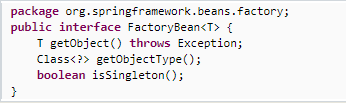 package org.springframework.beans.factory;
public interface FactoryBean<T> {
    T getObject() throws Exception;
    Class<?> getObjectType();
    boolean isSingleton();
}